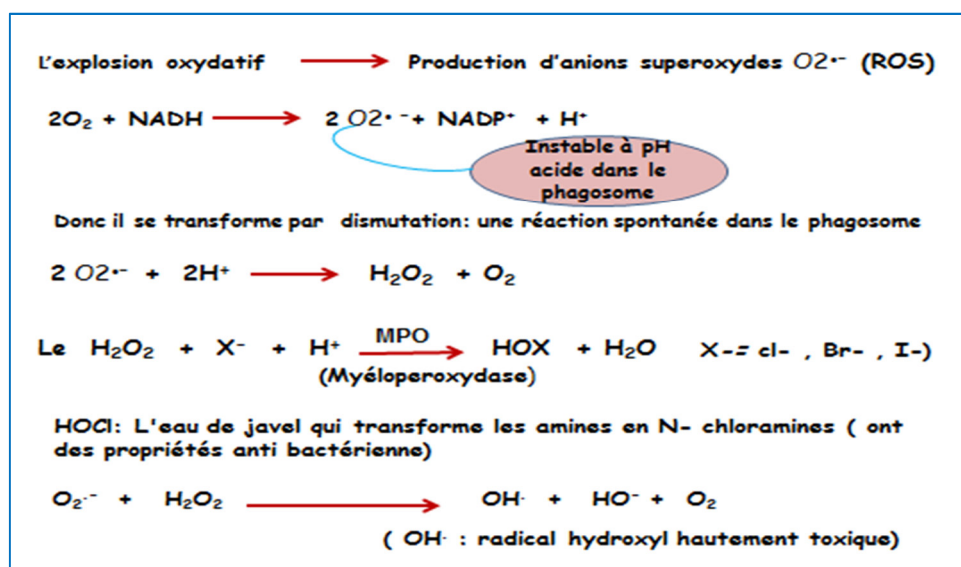 L'explosion oxydatif ⟶ Production d'anions superoxydes O2•- (ROS)
2O₂ + NADH ⟶ 2 O2• -+ NADP⁺ + H⁺
Instable à pH
acide dans le
phagosome
Donc il se transforme par dismutation: une réaction spontanée dans le phagosome
2 O2•- + 2H⁺ ⟶ H₂O₂ + O₂
Le H₂O₂ + X⁻ + H⁺ MPO ⟶ HOX + H₂O X-= cl- , Br- , I-)
(Myéloperoxydase)
HOCl: L'eau de javel qui transforme les amines en N- chloramines ( ont
des propriétés anti bactérienne)
O₂·- + H₂O₂ ⟶ OH· + HO⁻ + O₂
( OH· : radical hydroxyl hautement toxique)